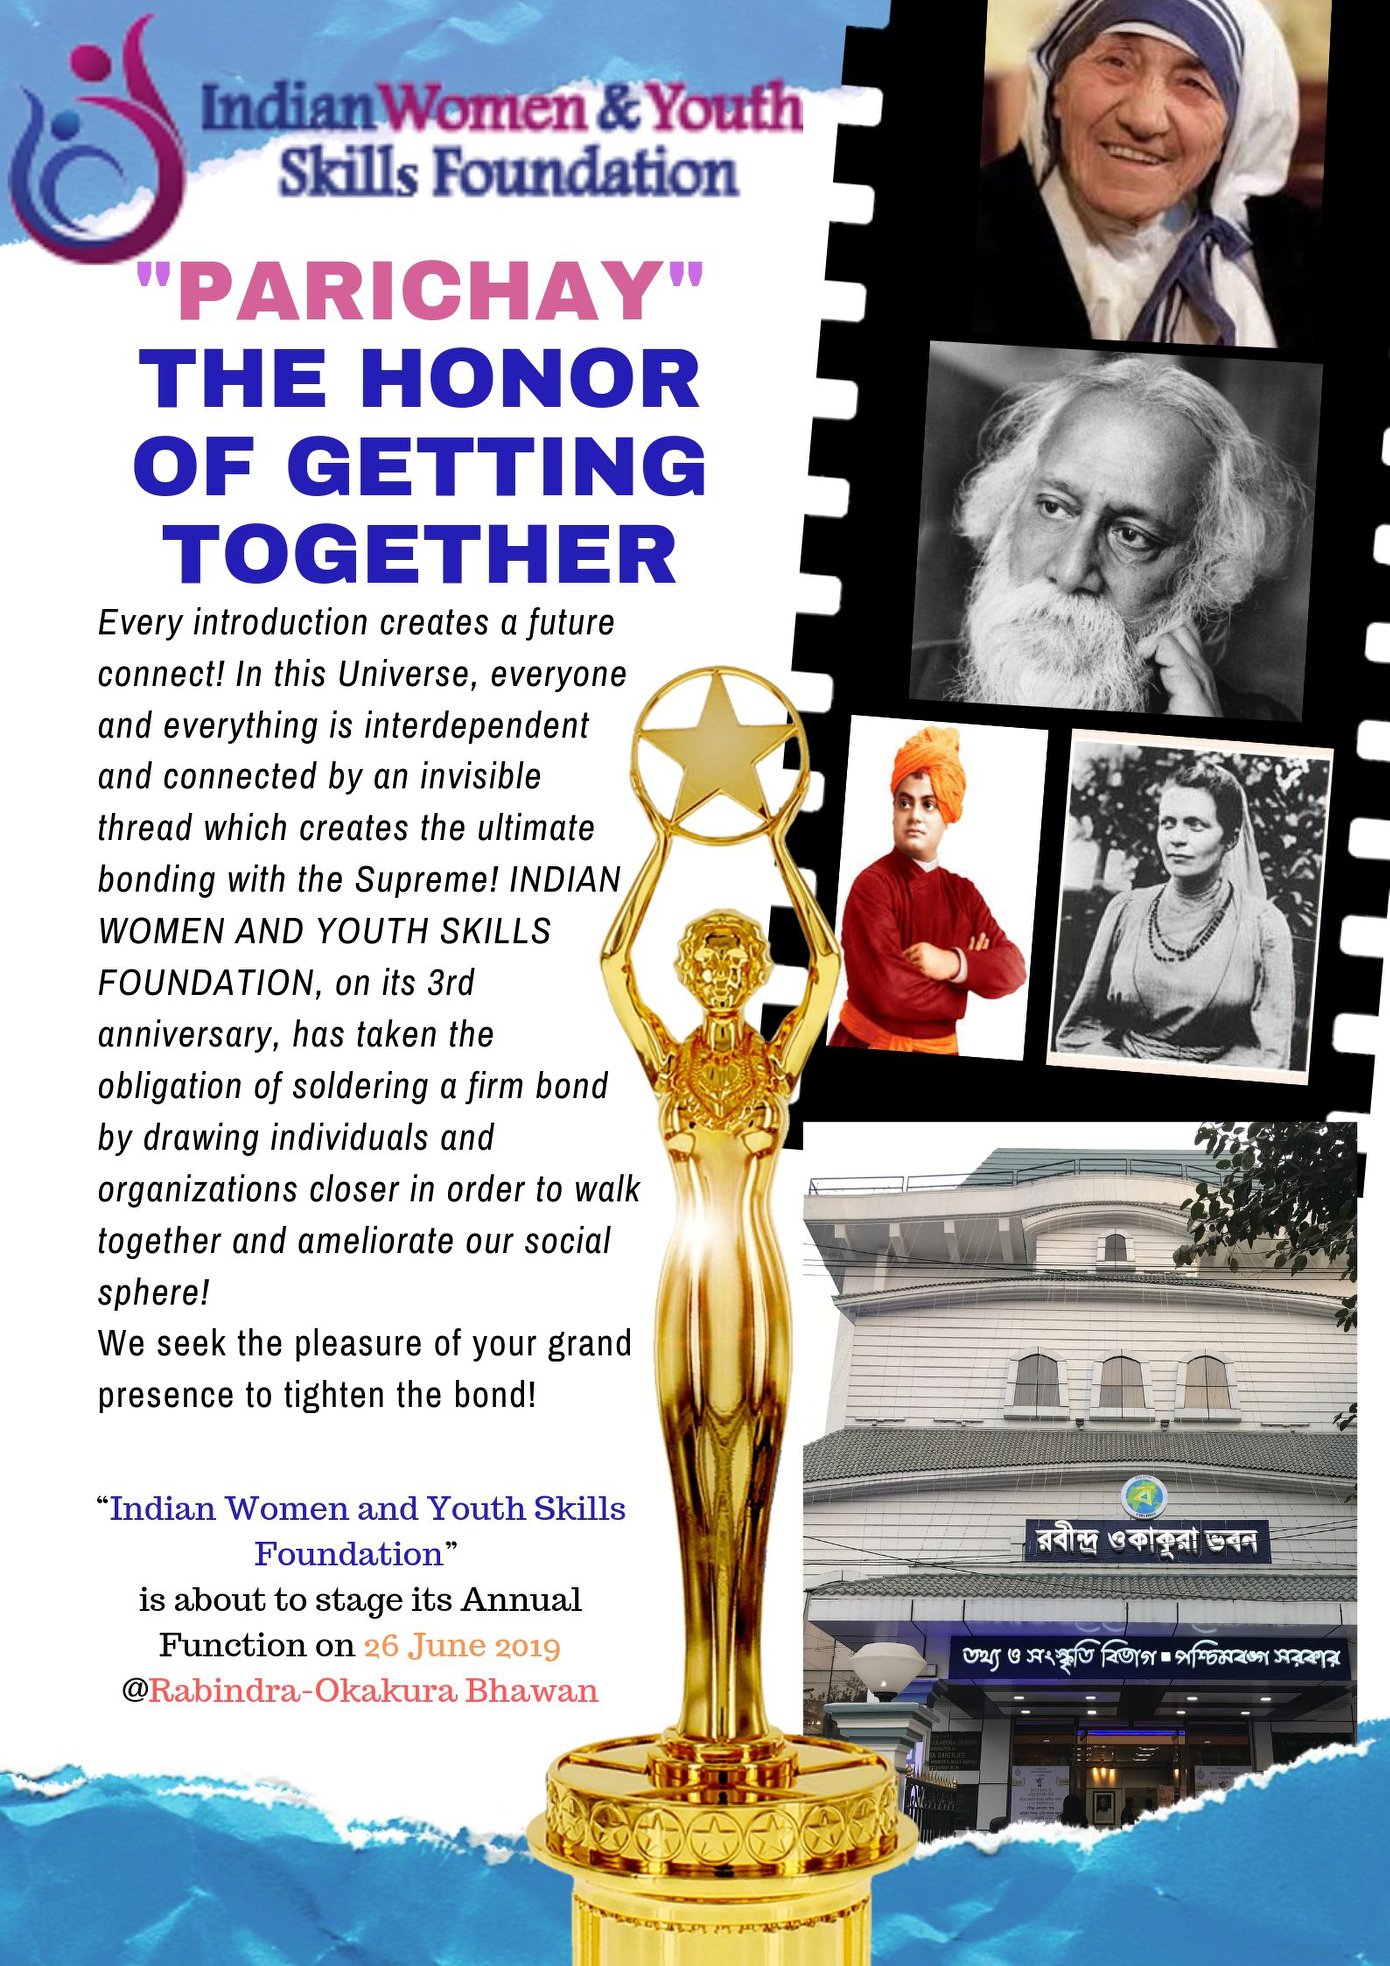 Indian Women & Youth
Skills Foundation
"PARICHAY"
THE HONOR
OF GETTING
TOGETHER
Every introduction creates a future
connect! In this Universe, everyone
and everything is interdependent
and connected by an invisible
thread which creates the ultimate
bonding with the Supreme! INDIAN
WOMEN AND YOUTH SKILLS
FOUNDATION, on its 3rd
anniversary, has taken the
obligation of soldering a firm bond
by drawing individuals and
organizations closer in order to walk
together and ameliorate our social
sphere!
We seek the pleasure of your grand
presence to tighten the bond!
“Indian Women and Youth Skills
Foundation”
is about to stage its Annual
Function on 26 June 2019
@Rabindra-Okakura Bhawan
রবীন্দ্র ওকাকুরা ভবন
তথ্য ও সংস্কৃতি বিভাগ ▪ পশ্চিমবঙ্গ সরকার